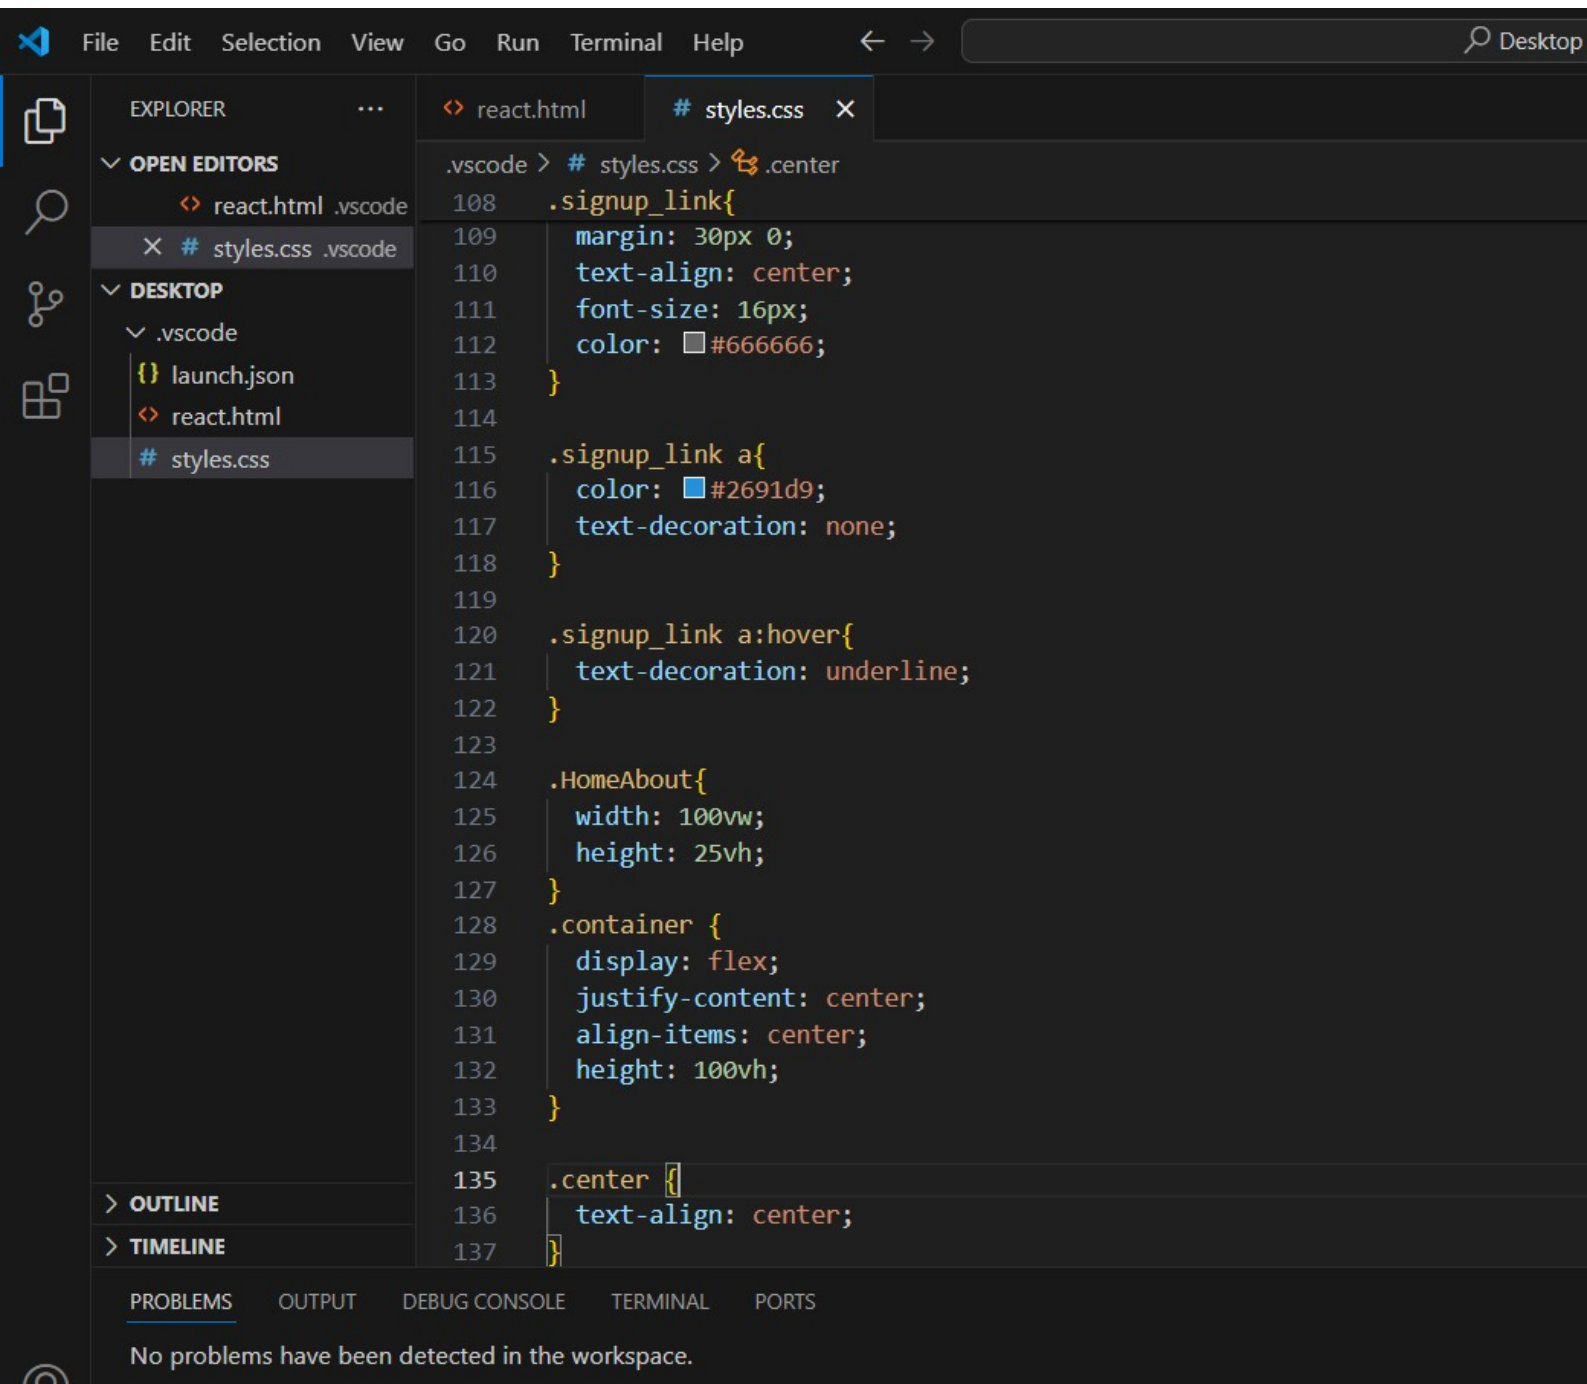 File Edit Selection View Go Run Terminal Help Desktop
EXPLORER ··· react.html styles.css
OPEN EDITORS
react.html .vscode
styles.css .vscode
DESKTOP
.vscode
launch.json
react.html
styles.css
OUTLINE
TIMELINE
.vscode > # styles.css > .center
108 .signup_link{
109 margin: 30px 0;
110 text-align: center;
111 font-size: 16px;
112 color: #666666;
113 }
114
115 .signup_link a{
116 color: #2691d9;
117 text-decoration: none;
118 }
119
120 .signup_link a:hover{
121 text-decoration: underline;
122 }
123
124 .HomeAbout{
125 width: 100vw;
126 height: 25vh;
127 }
128 .container {
129 display: flex;
130 justify-content: center;
131 align-items: center;
132 height: 100vh;
133 }
134
135 .center {
136 text-align: center;
137 }
PROBLEMS OUTPUT DEBUG CONSOLE TERMINAL PORTS
No problems have been detected in the workspace.